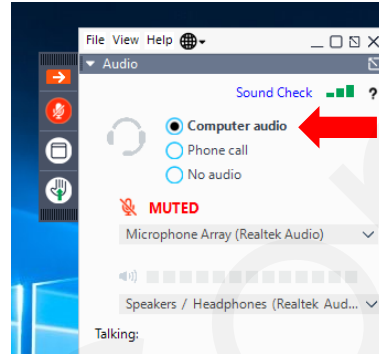 File View Help
Audio
Sound Check ?
Computer audio
Phone call
No audio
MUTED
Microphone Array (Realtek Audio)
Speakers / Headphones (Realtek Aud...
Talking: